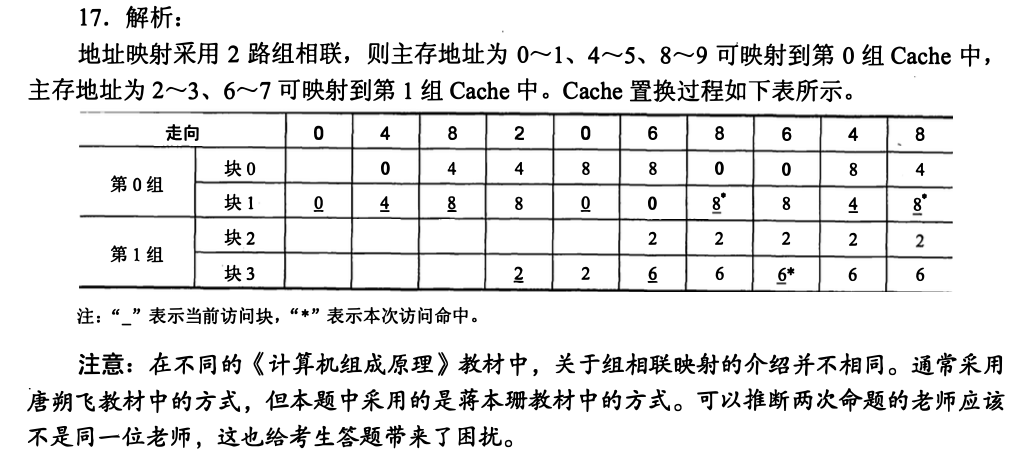 17．解析：
地址映射采用 2 路组相联，则主存地址为 0～1、4～5、8～9 可映射到第 0 组 Cache 中，
主存地址为 2～3、6～7 可映射到第 1 组 Cache 中。Cache 置换过程如下表所示。
走向 0 4 8 2 0 6 8 6 4 8
第 0 组
块 0 0 4 4 8 8 0 0 8 4
块 1 0 4 8 8 0 0 8* 8 4 8*
第 1 组
块 2 2 2 2 2 2
块 3 2 2 6 6 6* 6 6
注：“_”表示当前访问块，“*”表示本次访问命中。
注意：在不同的《计算机组成原理》教材中，关于组相联映射的介绍并不相同。通常采用
唐朔飞教材中的方式，但本题中采用的是蒋本珊教材中的方式。可以推断两次命题的老师应该
不是同一位老师，这也给考生答题带来了困扰。